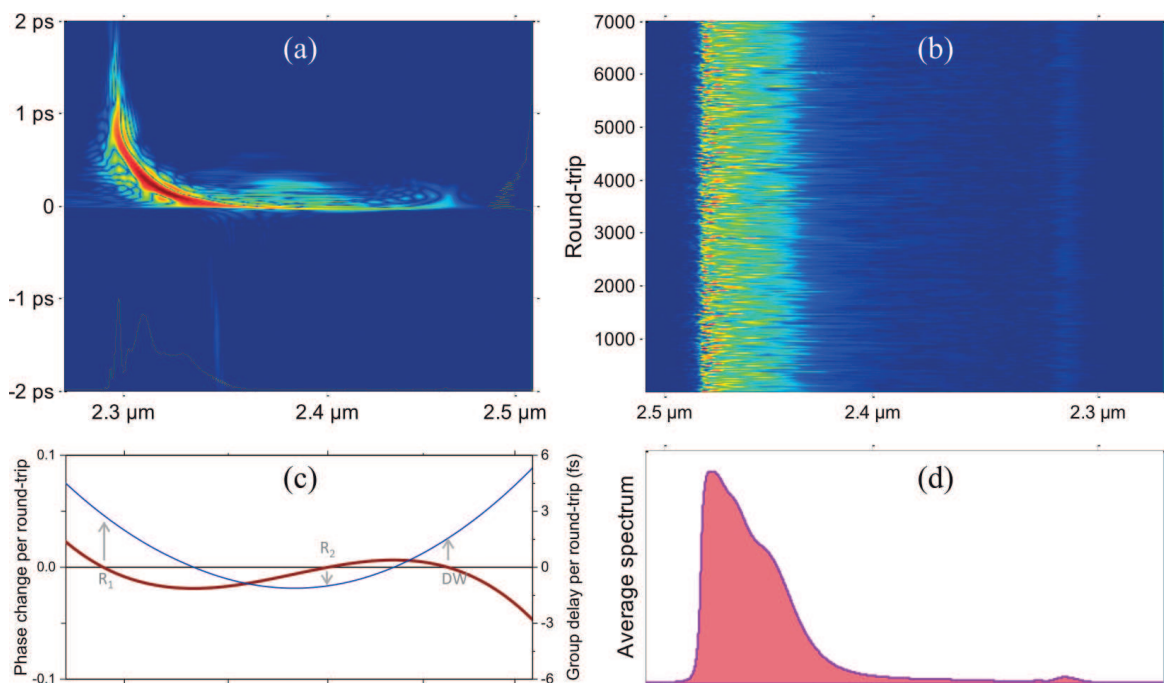 2 ps
(a)
1 ps
0
-1 ps
-2 ps
2.3 µm
2.4 µm
2.5 µm
7000
(b)
6000
5000
4000
3000
2000
1000
Round-trip
2.5 µm
2.4 µm
2.3 µm
0.1
(c)
6
3
0.0
0
-3
-0.1
-6
R1
R2
DW
Phase change per round-trip
Group delay per round-trip (fs)
(d)
Average spectrum